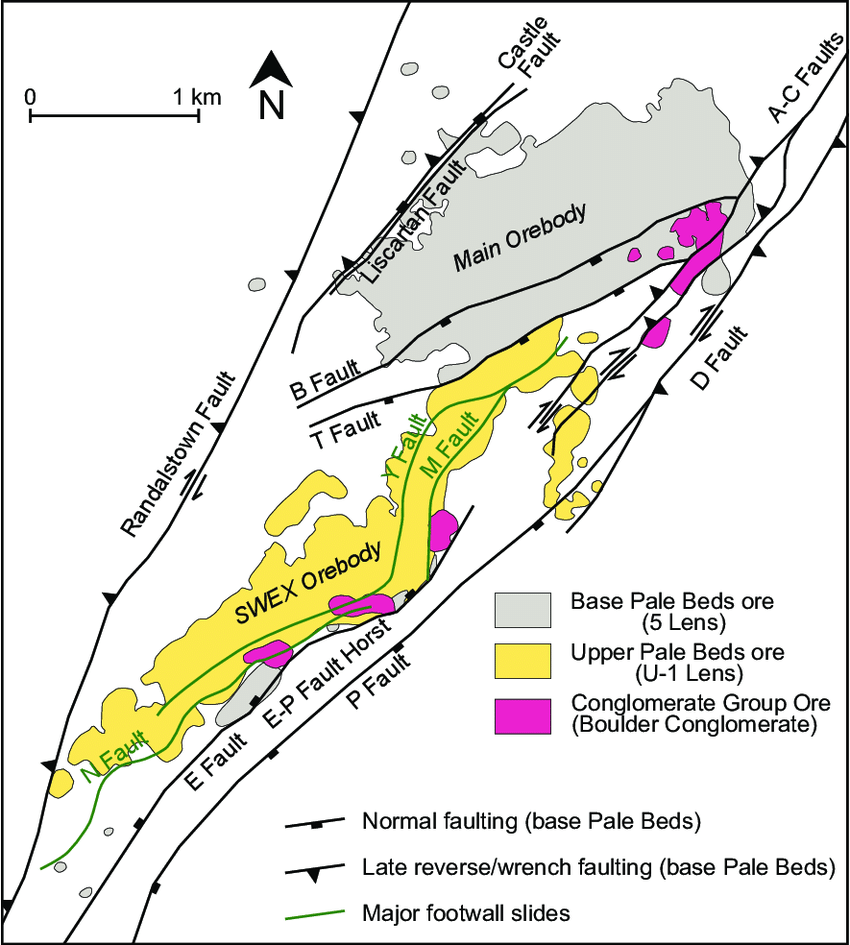 Castle
Fault
A-C Faults
0 1 km
N
Liscartan Fault
Main Orebody
D Fault
B Fault
T Fault
Randalstown Fault
Y Fault
M Fault
SWEX Orebody
E-P Fault Horst
P Fault
N Fault
E Fault
Base Pale Beds ore
(5 Lens)
Upper Pale Beds ore
(U-1 Lens)
Conglomerate Group Ore
(Boulder Conglomerate)
Normal faulting (base Pale Beds)
Late reverse/wrench faulting (base Pale Beds)
Major footwall slides